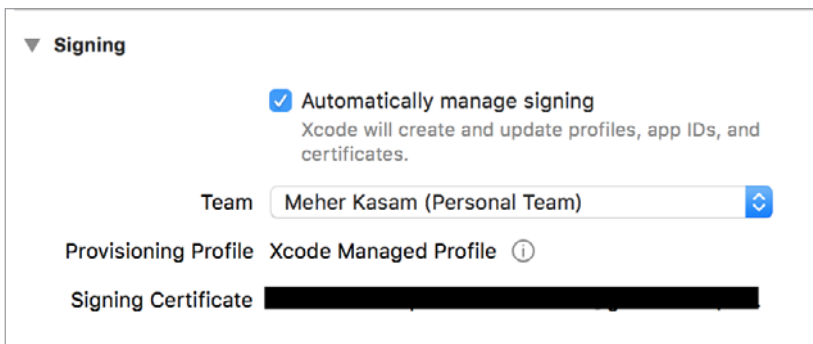 Signing
Automatically manage signing
Xcode will create and update profiles, app IDs, and
certificates.
Team Meher Kasam (Personal Team)
Provisioning Profile Xcode Managed Profile
Signing Certificate